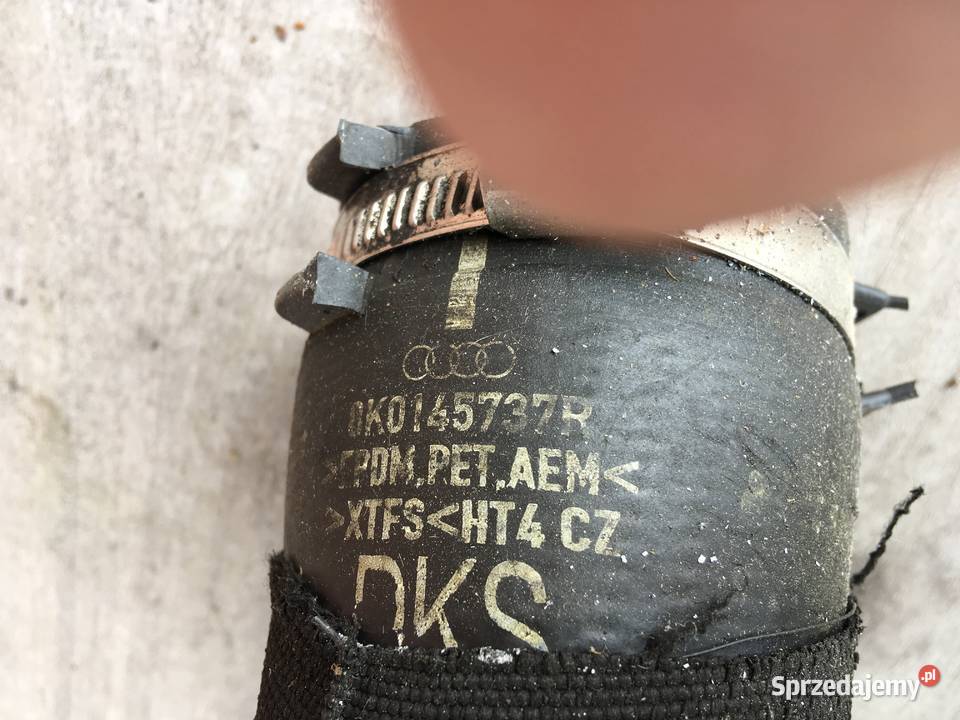 8K0145737R
>EPDM,PET,AEM<
>XTFS<HT4 CZ
DKS
Sprzedajemy.pl